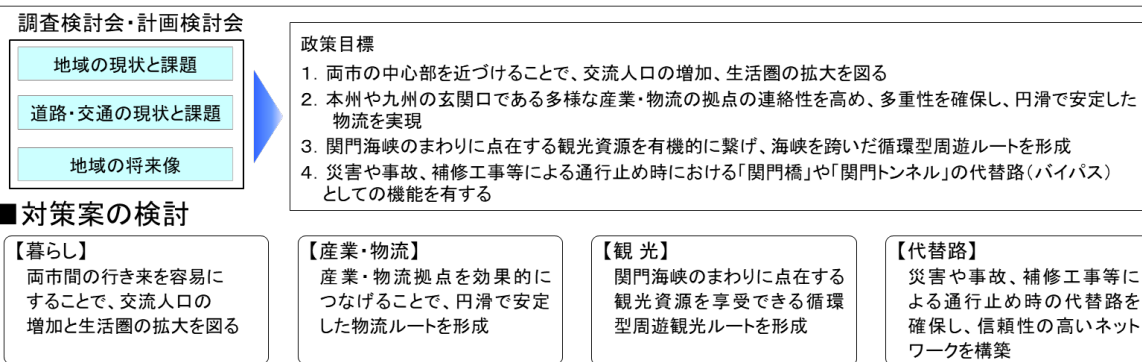 調査検討会・計画検討会
地域の現状と課題
道路・交通の現状と課題
地域の将来像
政策目標
1．両市の中心部を近づけることで、交流人口の増加、生活圏の拡大を図る
2．本州や九州の玄関口である多様な産業・物流の拠点の連絡性を高め、多重性を確保し、円滑で安定した
物流を実現
3．関門海峡のまわりに点在する観光資源を有機的に繋げ、海峡を跨いだ循環型周遊ルートを形成
4．災害や事故、補修工事等による通行止め時における「関門橋」や「関門トンネル」の代替路（バイパス）
としての機能を有する
■対策案の検討
【暮らし】
両市間の行き来を容易に
することで、交流人口の
増加と生活圏の拡大を図る
【産業・物流】
産業・物流拠点を効果的に
つなげることで、円滑で安定
した物流ルートを形成
【観 光】
関門海峡のまわりに点在する
観光資源を享受できる循環
型周遊観光ルートを形成
【代替路】
災害や事故、補修工事等に
よる通行止め時の代替路を
確保し、信頼性の高いネット
ワークを構築